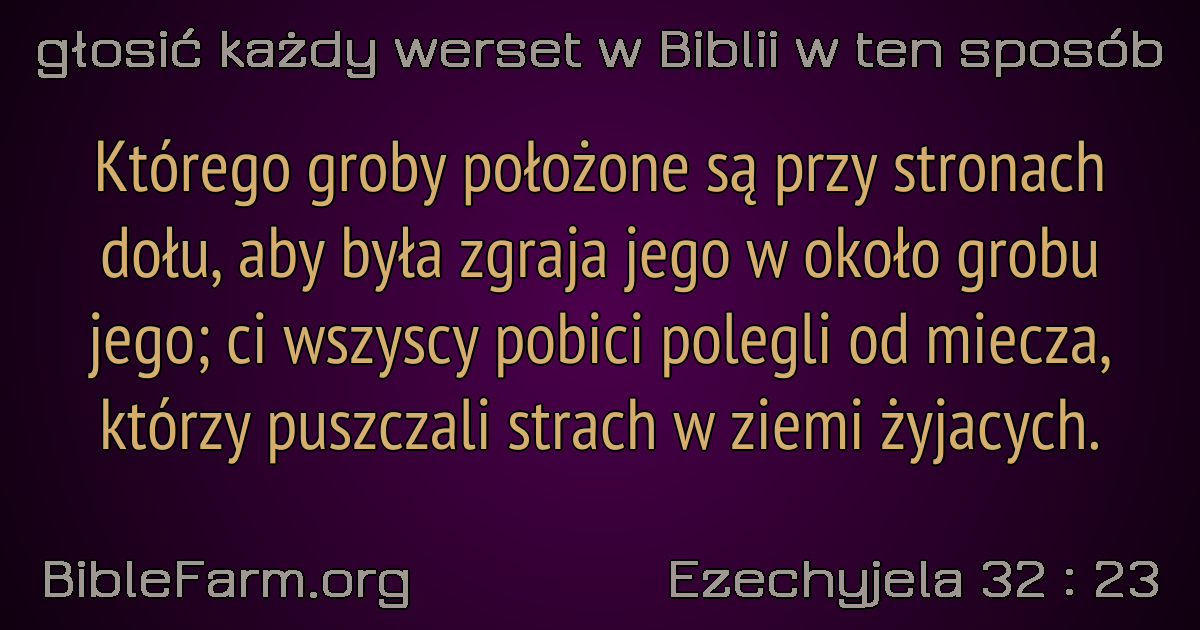 głosić każdy werset w Biblii w ten sposób
Którego groby położone są przy stronach
dołu, aby była zgraja jego w około grobu
jego; ci wszyscy pobici polegli od miecza,
którzy puszczali strach w ziemi żyjacych.
BibleFarm.org
Ezechyjela 32 : 23